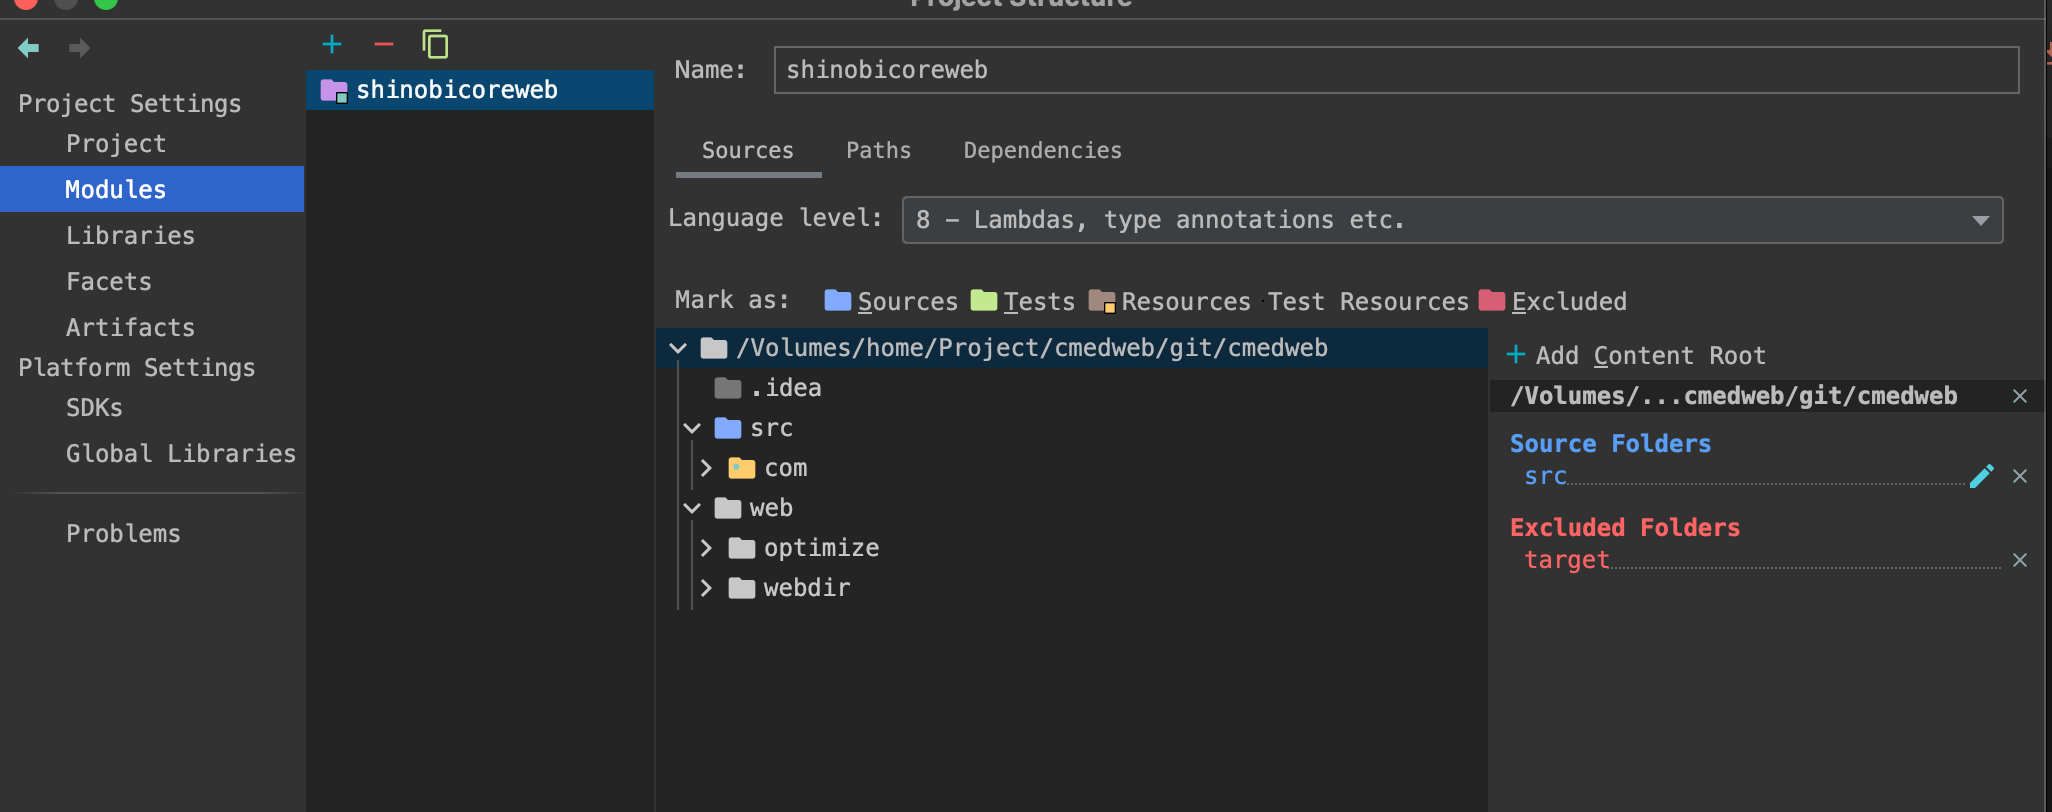 Project Structure
Project Settings
Project
Modules
Libraries
Facets
Artifacts
Platform Settings
SDKs
Global Libraries
Problems
shinobicoreweb
Name: shinobicoreweb
Sources Paths Dependencies
Language level: 8 – Lambdas, type annotations etc.
Mark as: Sources Tests Resources Test Resources Excluded
/Volumes/home/Project/cmedweb/git/cmedweb
.idea
src
com
web
optimize
webdir
+ Add Content Root
/Volumes/...cmedweb/git/cmedweb
Source Folders
src
Excluded Folders
target